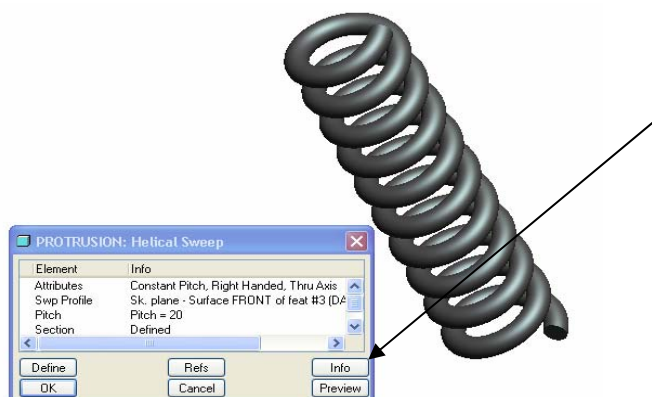 PROTRUSION: Helical Sweep
Element Info
Attributes Constant Pitch, Right Handed, Thru Axis
Swp Profile Sk. plane - Surface FRONT of feat #3 (DA
Pitch Pitch = 20
Section Defined
Define Refs Info
OK Cancel Preview